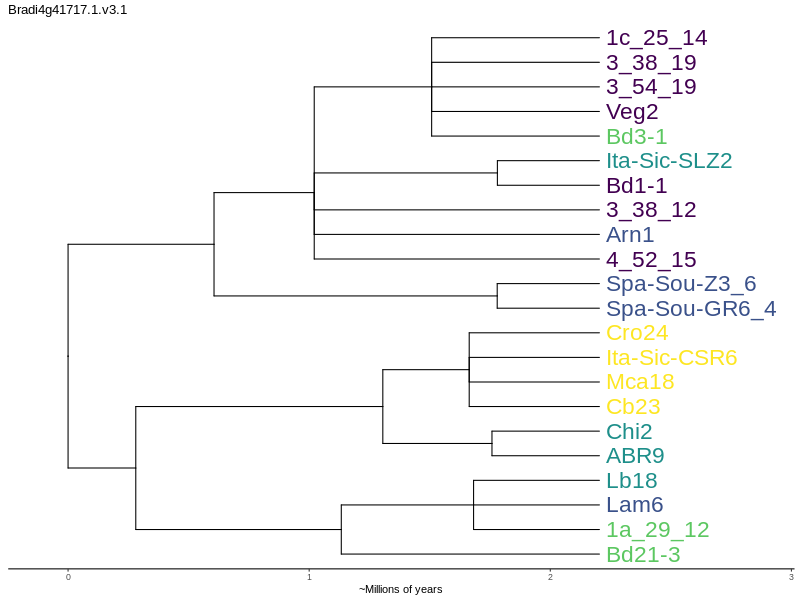 Bradi4g41717.1.v3.1
1c_25_14
3_38_19
3_54_19
Veg2
Bd3-1
Ita-Sic-SLZ2
Bd1-1
3_38_12
Arn1
4_52_15
Spa-Sou-Z3_6
Spa-Sou-GR6_4
Cro24
Ita-Sic-CSR6
Mca18
Cb23
Chi2
ABR9
Lb18
Lam6
1a_29_12
Bd21-3
0 1 2 3
~Millions of years